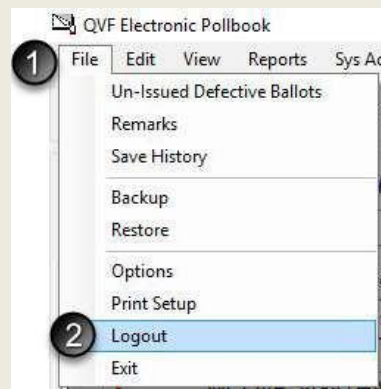 QVF Electronic Pollbook
1 File Edit View Reports Sys
Un-Issued Defective Ballots
Remarks
Save History
Backup
Restore
Options
Print Setup
2 Logout
Exit